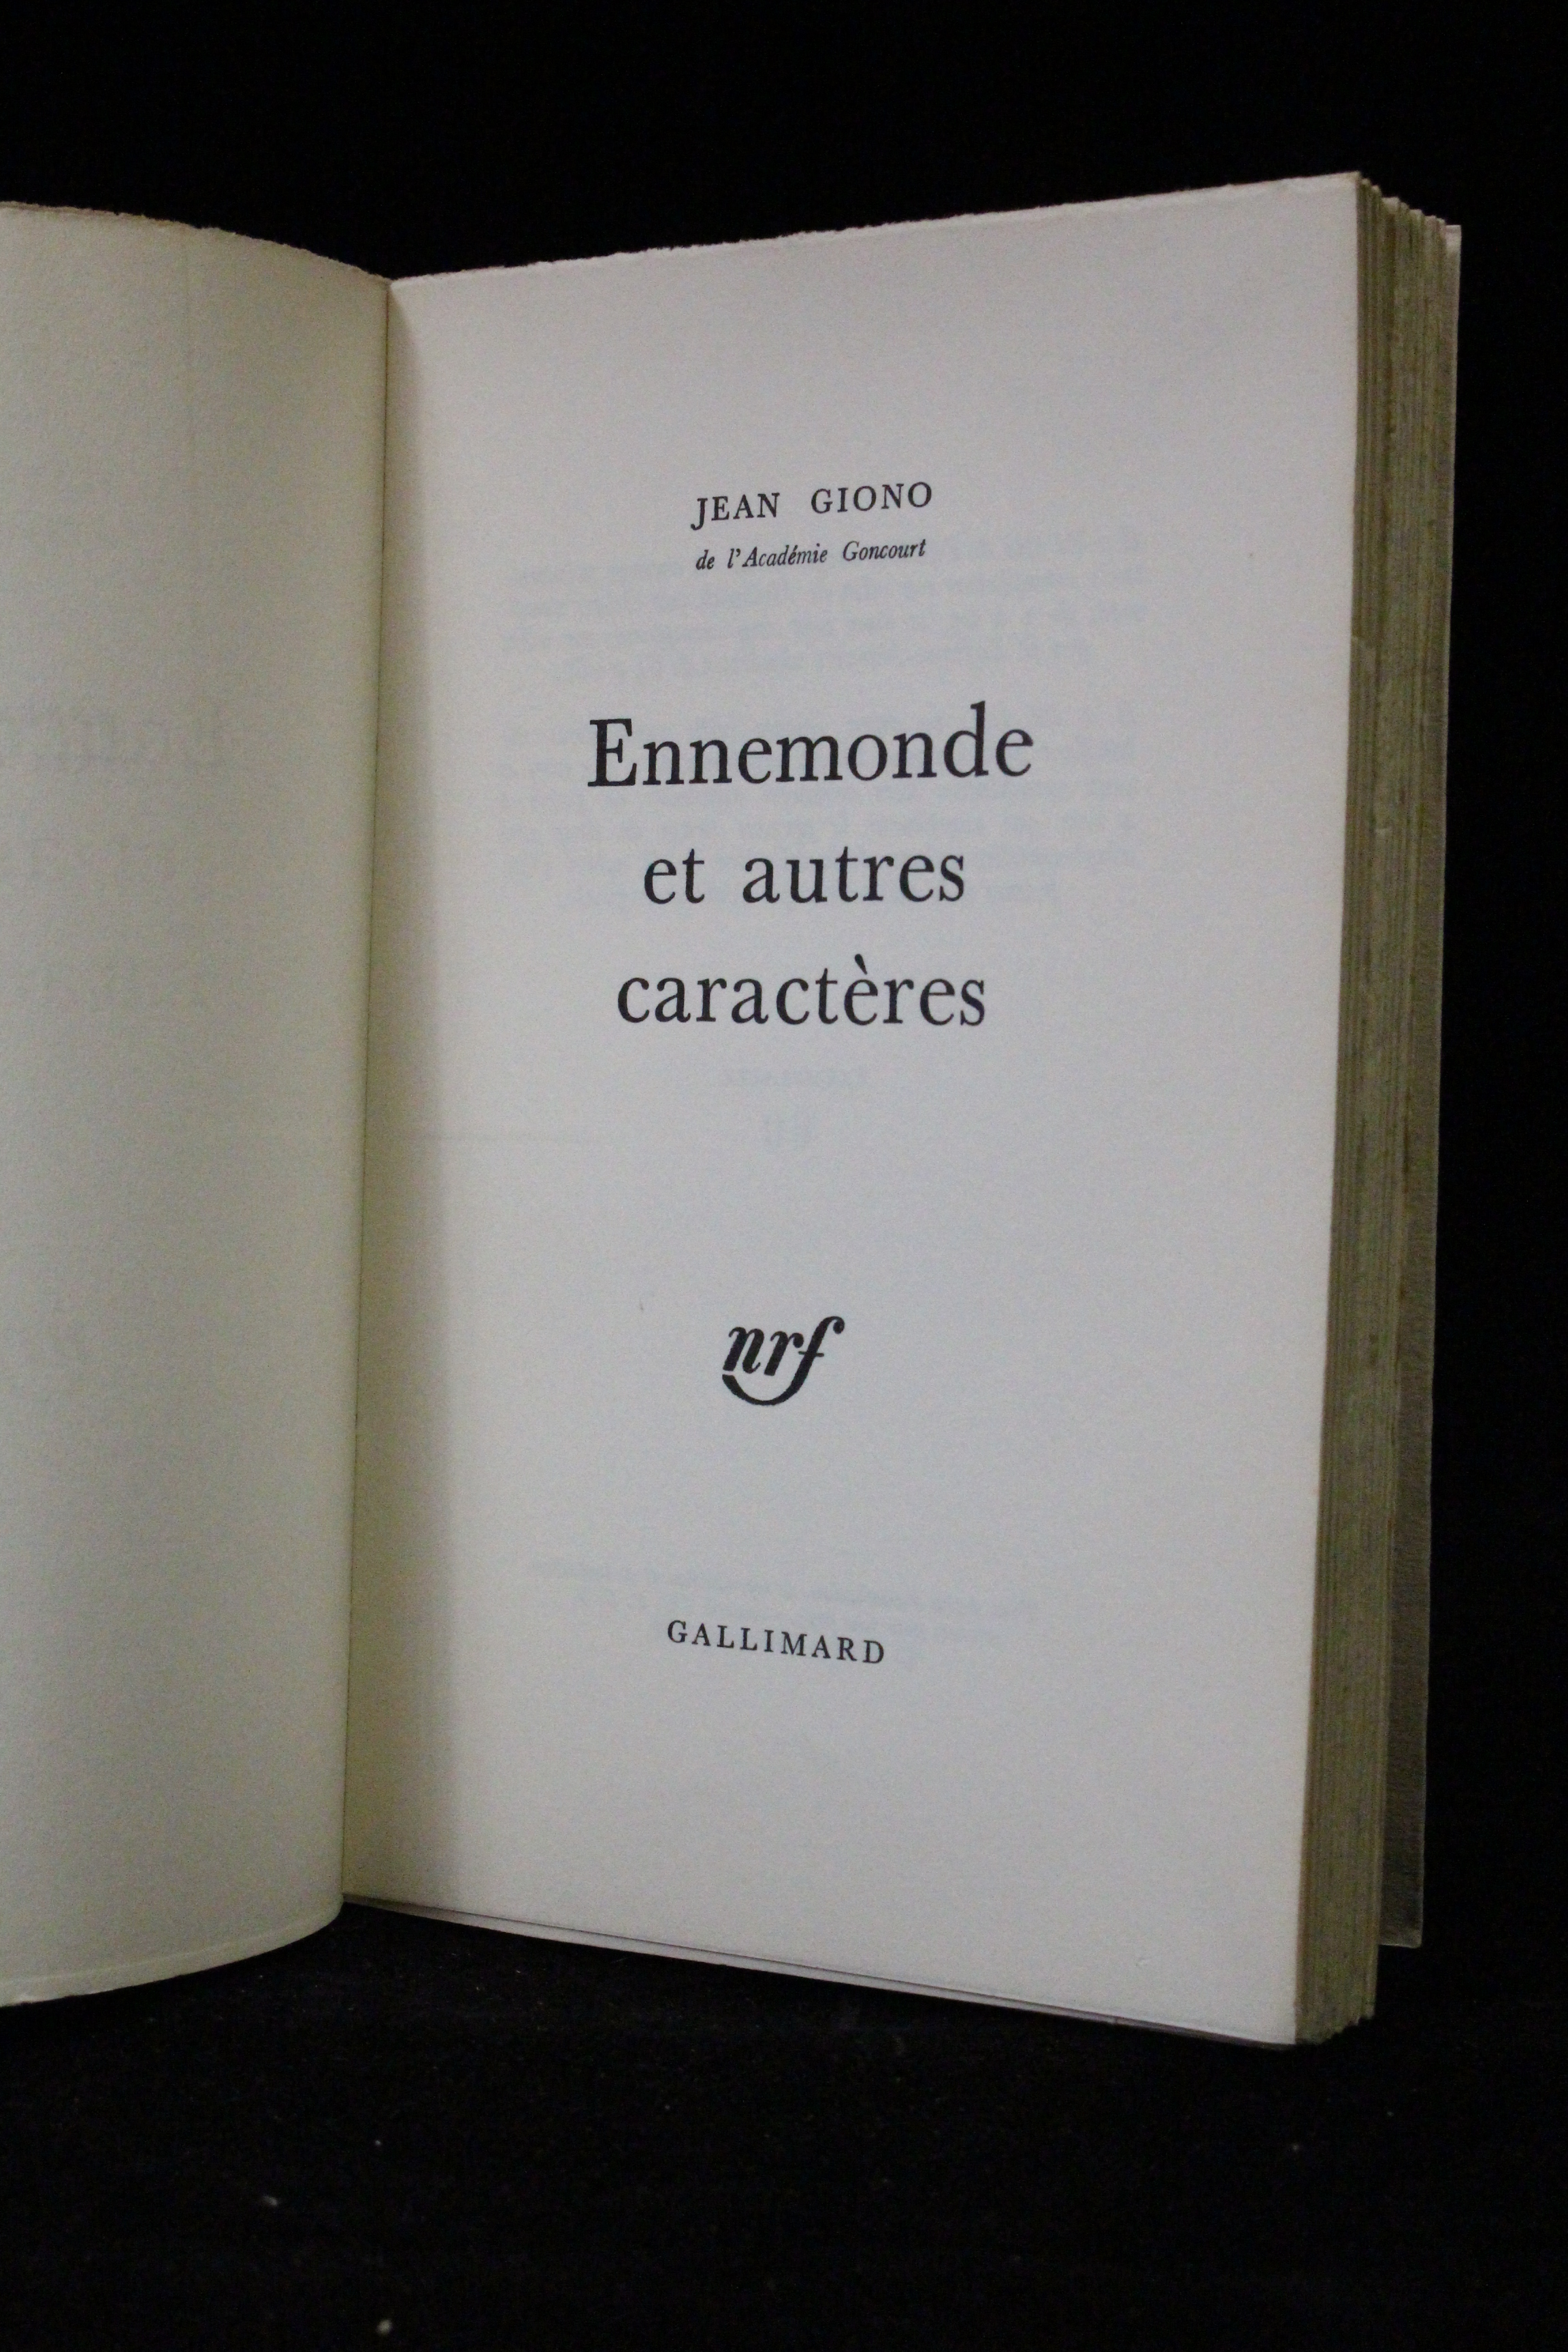 JEAN GIONO
de l'Académie Goncourt
Ennemonde
et autres
caractères
nrf
GALLIMARD